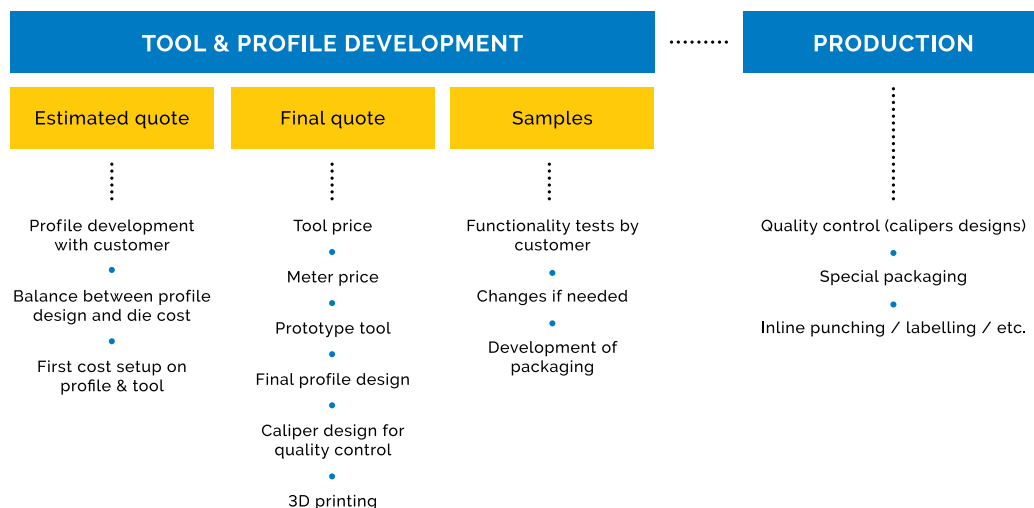 TOOL & PROFILE DEVELOPMENT
PRODUCTION
Estimated quote
Final quote
Samples
Profile development
with customer
Balance between profile
design and die cost
First cost setup on
profile & tool
Tool price
Meter price
Prototype tool
Final profile design
Caliper design for
quality control
3D printing
Functionality tests by
customer
Changes if needed
Development of
packaging
Quality control (calipers designs)
Special packaging
Inline punching / labelling / etc.